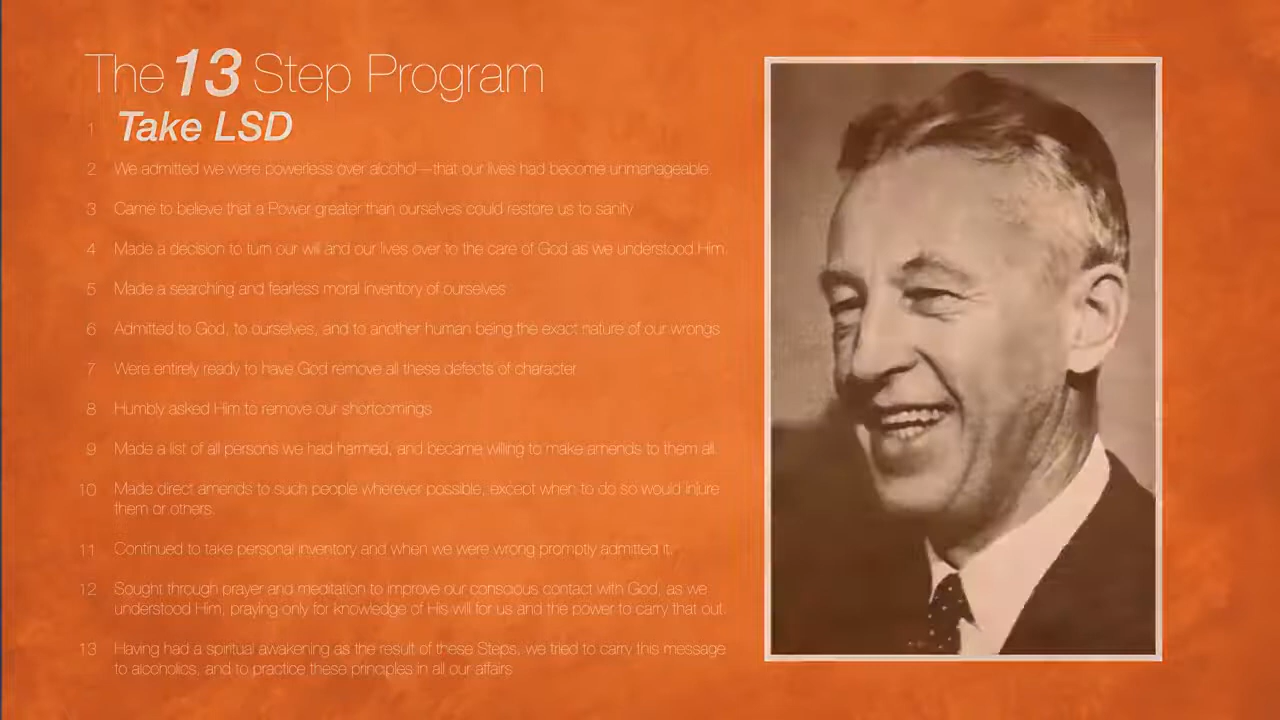 The 13 Step Program
1 Take LSD
2 We admitted we were powerless over alcohol—that our lives had become unmanageable.
3 Came to believe that a Power greater than ourselves could restore us to sanity
4 Made a decision to turn our will and our lives over to the care of God as we understood Him.
5 Made a searching and fearless moral inventory of ourselves
6 Admitted to God, to ourselves, and to another human being the exact nature of our wrongs.
7 Were entirely ready to have God remove all these defects of character
8 Humbly asked Him to remove our shortcomings
9 Made a list of all persons we had harmed, and became willing to make amends to them all.
10 Made direct amends to such people wherever possible, except when to do so would injure
them or others.
11 Continued to take personal inventory and when we were wrong promptly admitted it.
12 Sought through prayer and meditation to improve our conscious contact with God, as we
understood Him, praying only for knowledge of His will for us and the power to carry that out.
13 Having had a spiritual awakening as the result of these Steps, we tried to carry this message
to alcoholics, and to practice these principles in all our affairs